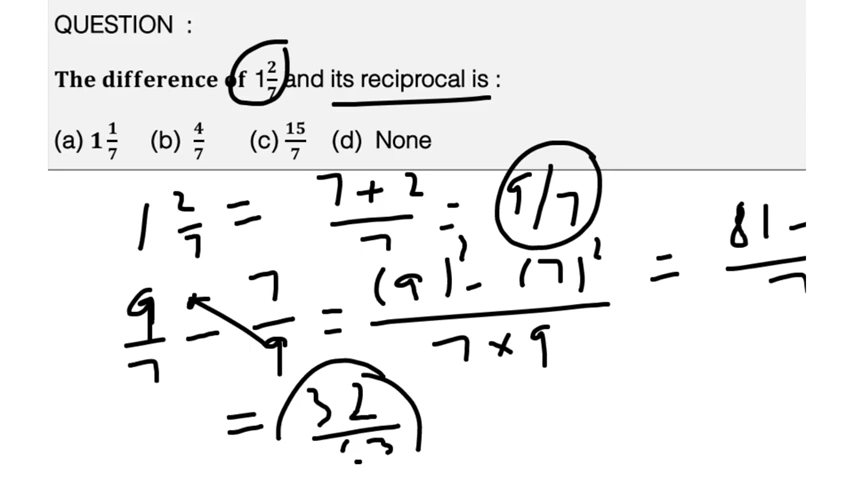 QUESTION :
The difference of 1 2/7 and its reciprocal is :
(a) 1 1/7 (b) 4/7 (c) 15/7 (d) None
1 2/7 = 7+2/7 = 9/7
9/7 - 7/9 = (9)² - (7)² / 7×9 = 81 -
= 32/63